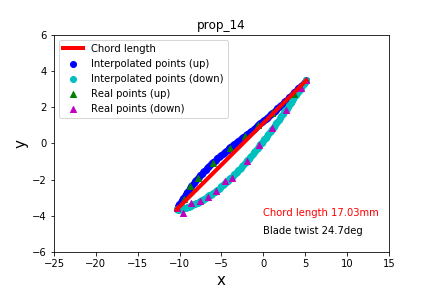 prop_14
Chord length
Interpolated points (up)
Interpolated points (down)
Real points (up)
Real points (down)
6
4
2
0
−2
−4
−6
y
Chord length 17.03mm
Blade twist 24.7deg
−25
−20
−15
−10
−5
0
5
10
15
x